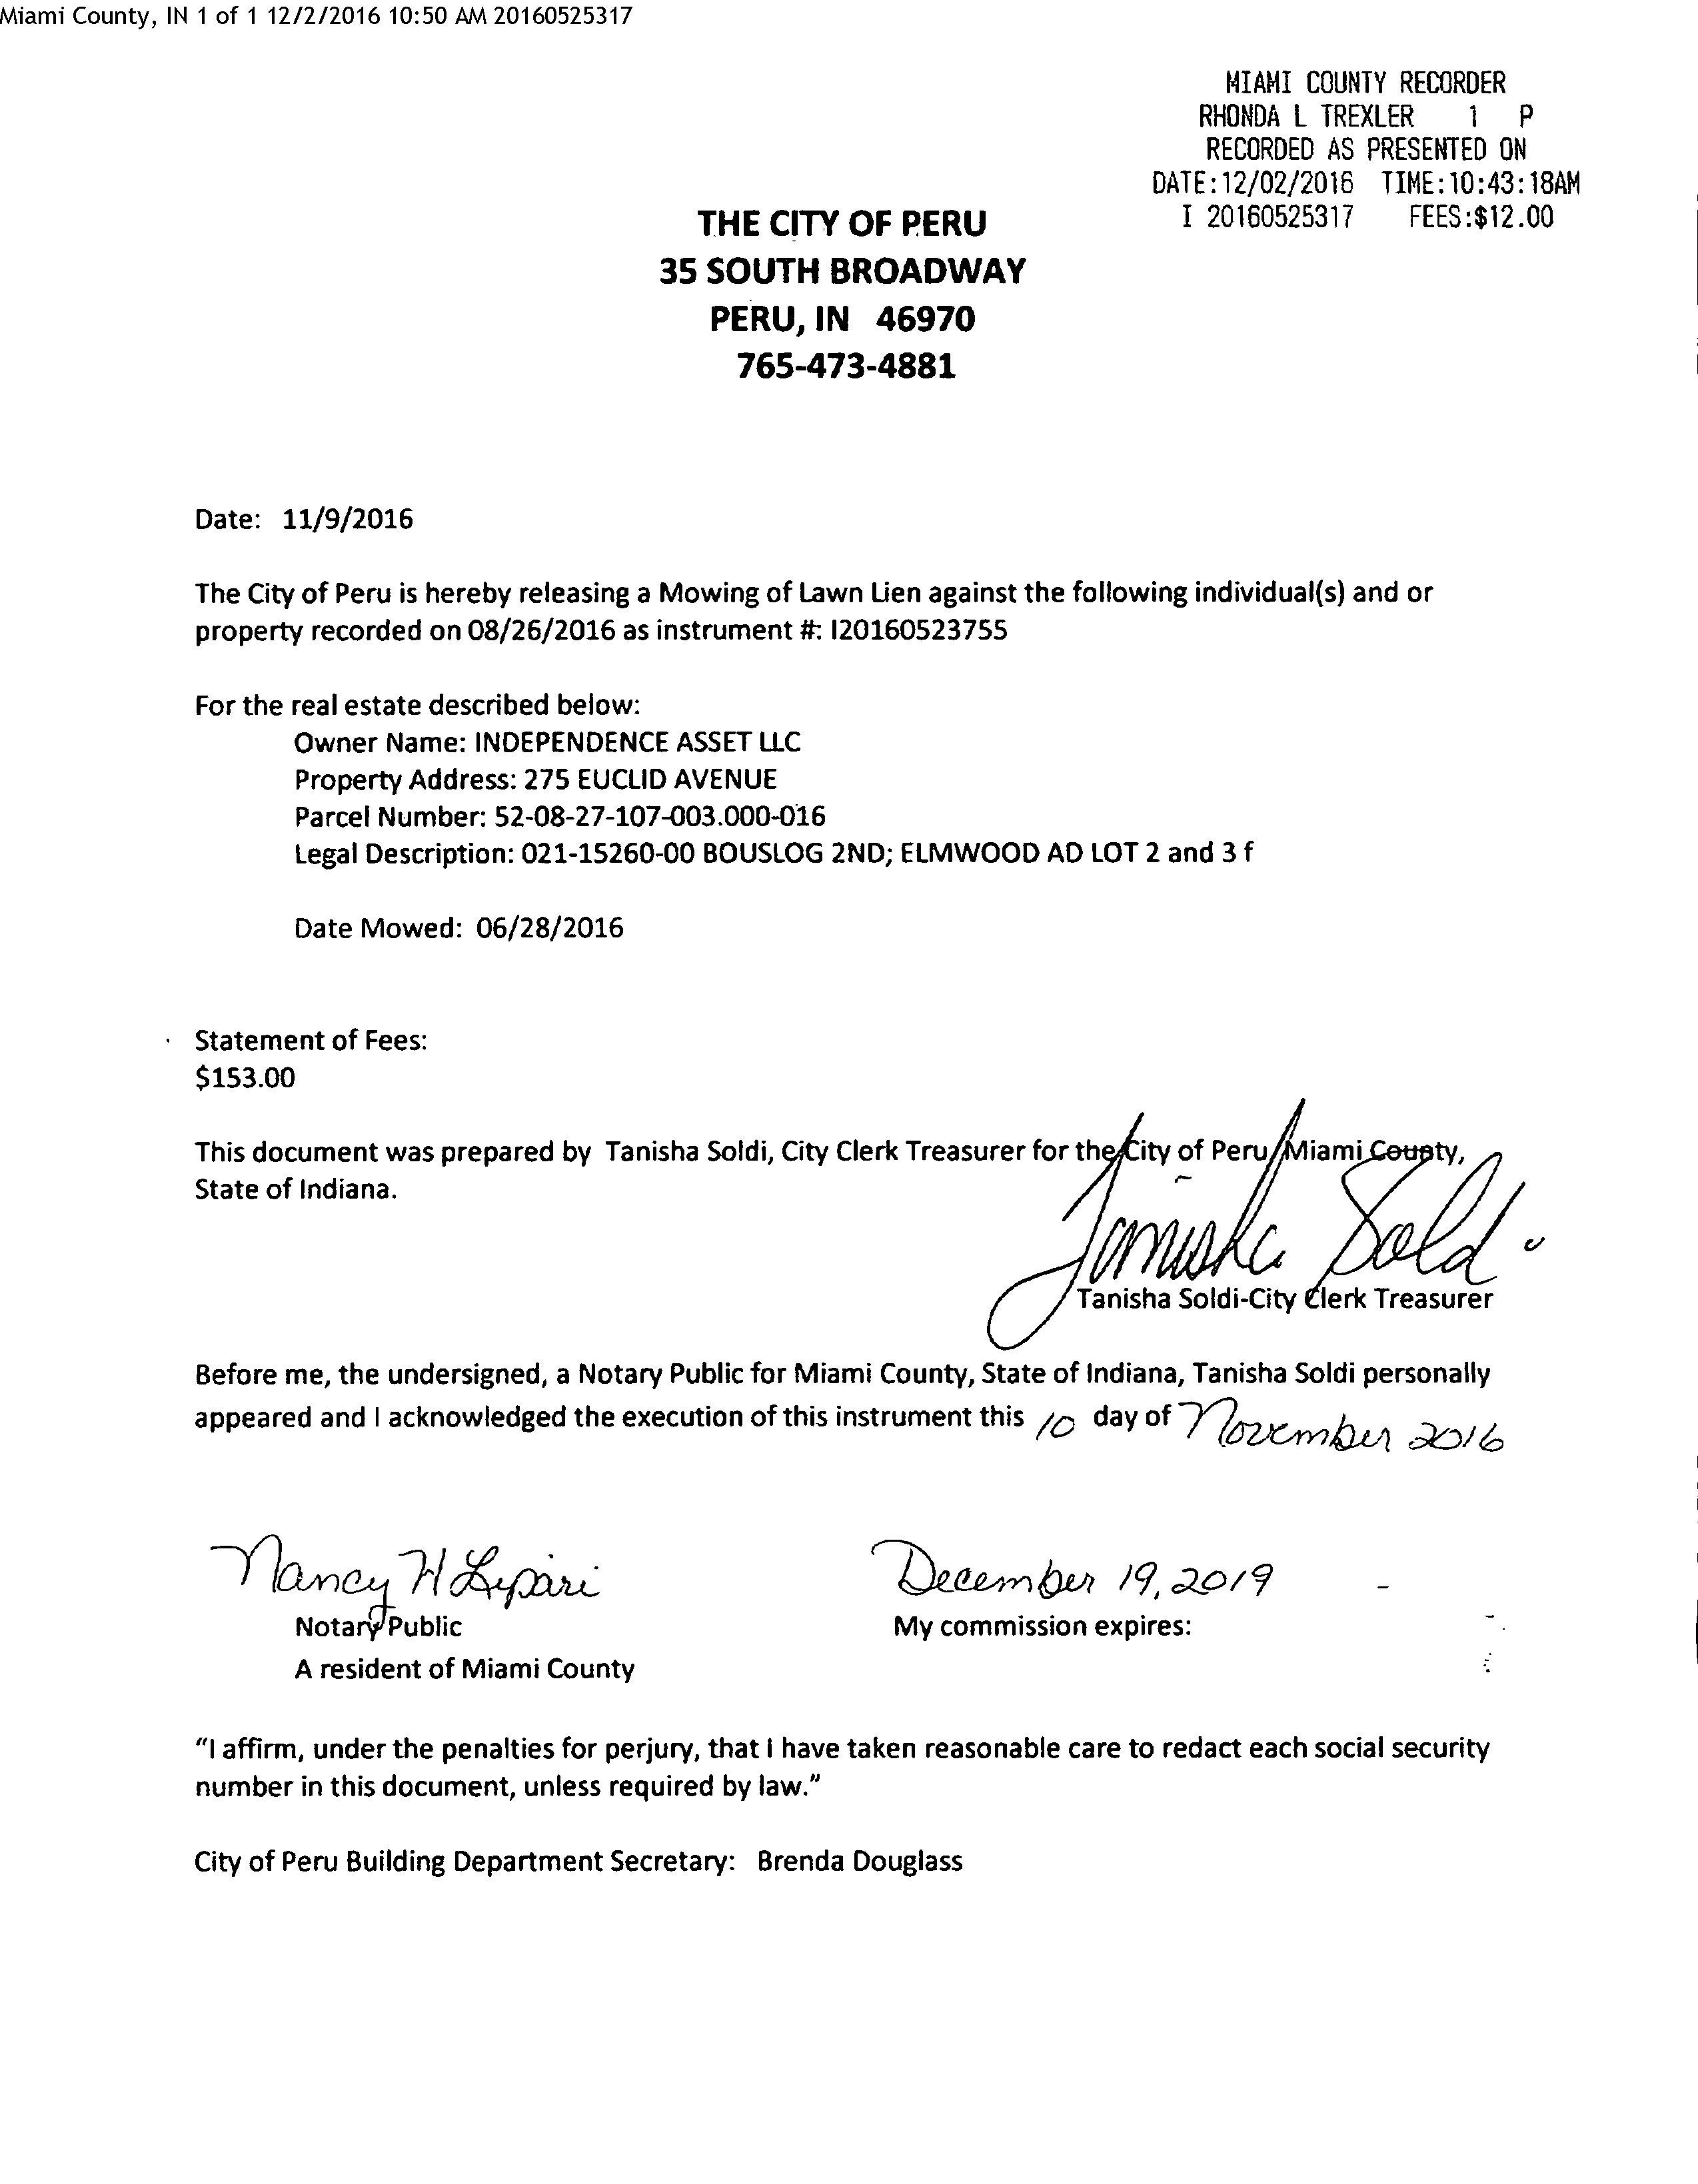 Miami County, IN 1 of 1 12/2/2016 10:50 AM 20160525317
MIAMI COUNTY RECORDER
RHONDA L TREXLER 1 P
RECORDED AS PRESENTED ON
DATE:12/02/2016 TIME:10:43:18AM
I 20160525317 FEES:$12.00
THE CITY OF PERU
35 SOUTH BROADWAY
PERU, IN 46970
765-473-4881
Date: 11/9/2016
The City of Peru is hereby releasing a Mowing of Lawn Lien against the following individual(s) and or
property recorded on 08/26/2016 as instrument #: I20160523755
For the real estate described below:
Owner Name: INDEPENDENCE ASSET LLC
Property Address: 275 EUCLID AVENUE
Parcel Number: 52-08-27-107-003.000-016
Legal Description: 021-15260-00 BOUSLOG 2ND; ELMWOOD AD LOT 2 and 3 f
Date Mowed: 06/28/2016
Statement of Fees:
$153.00
This document was prepared by Tanisha Soldi, City Clerk Treasurer for the City of Peru, Miami County,
State of Indiana.
Tanisha Soldi
Tanisha Soldi-City Clerk Treasurer
Before me, the undersigned, a Notary Public for Miami County, State of Indiana, Tanisha Soldi personally
appeared and I acknowledged the execution of this instrument this 10 day of November 2016
Nancy H Lipari December 19, 2019
Notary Public My commission expires:
A resident of Miami County
"I affirm, under the penalties for perjury, that I have taken reasonable care to redact each social security
number in this document, unless required by law."
City of Peru Building Department Secretary: Brenda Douglass